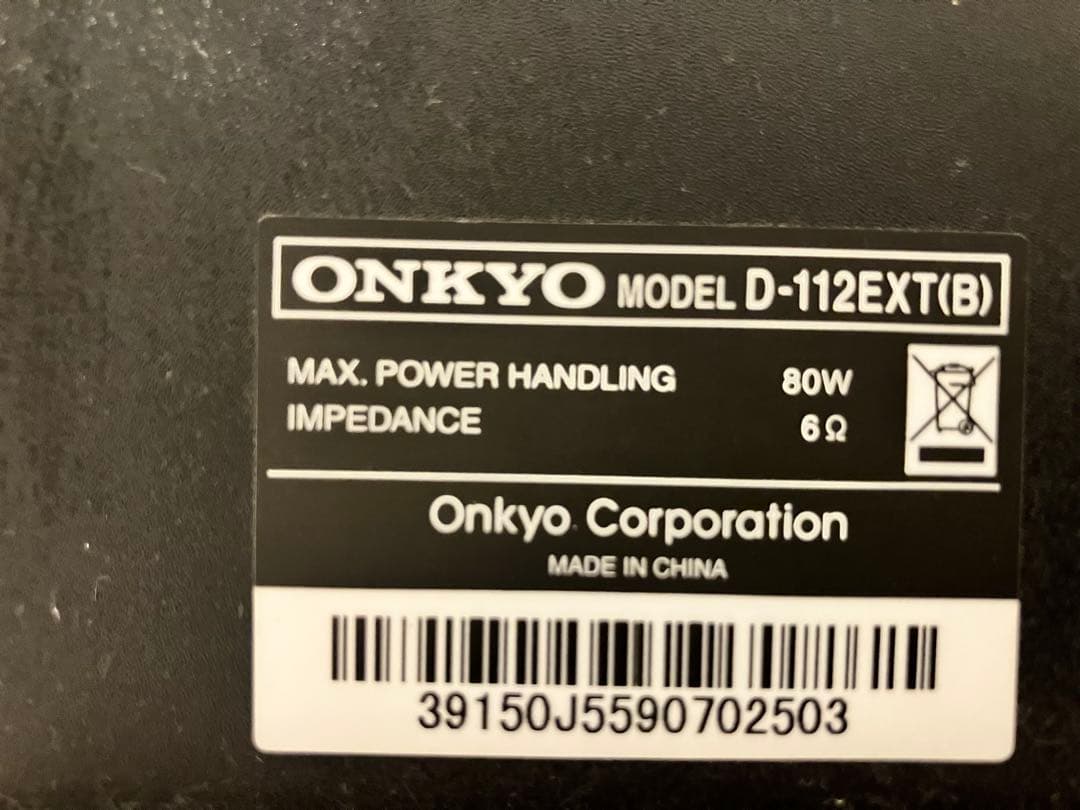 ONKYO MODEL D-112EXT(B)
MAX. POWER HANDLING 80W
IMPEDANCE 6Ω
Onkyo Corporation
MADE IN CHINA
39150J5590702503